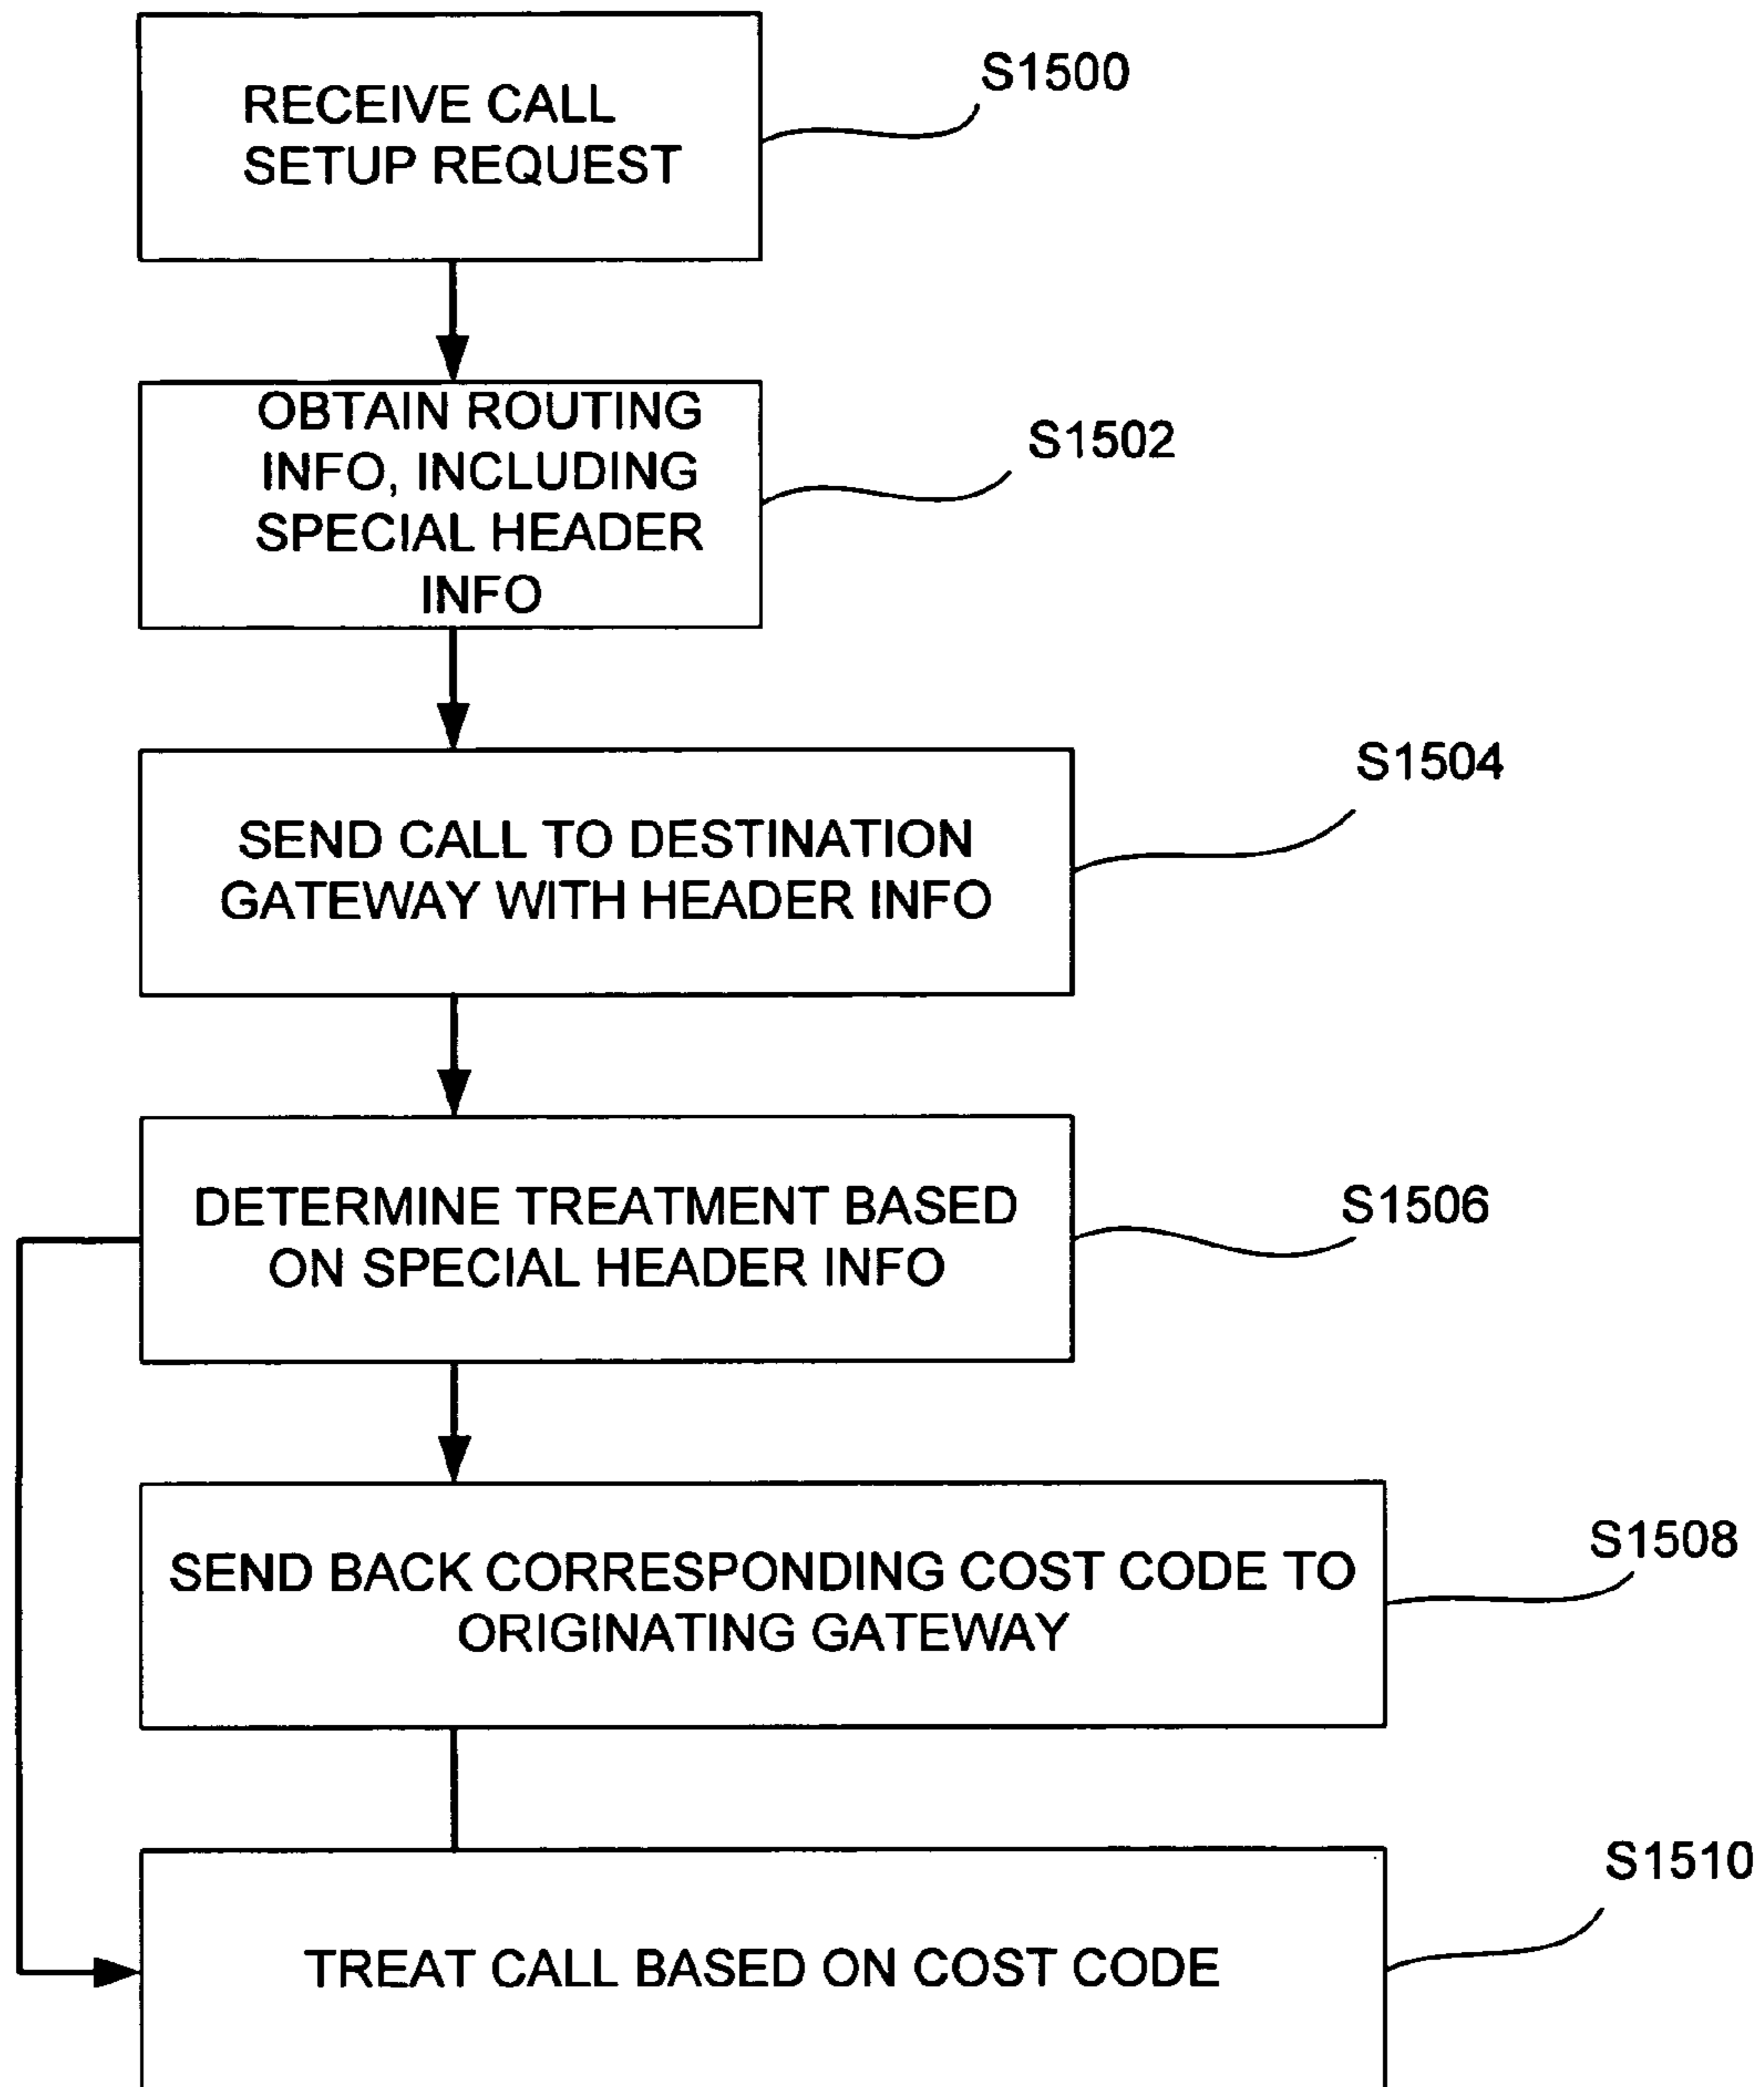 RECEIVE CALL
SETUP REQUEST
S1500
OBTAIN ROUTING
INFO, INCLUDING
SPECIAL HEADER
INFO
S1502
SEND CALL TO DESTINATION
GATEWAY WITH HEADER INFO
S1504
DETERMINE TREATMENT BASED
ON SPECIAL HEADER INFO
S1506
SEND BACK CORRESPONDING COST CODE TO
ORIGINATING GATEWAY
S1508
TREAT CALL BASED ON COST CODE
S1510